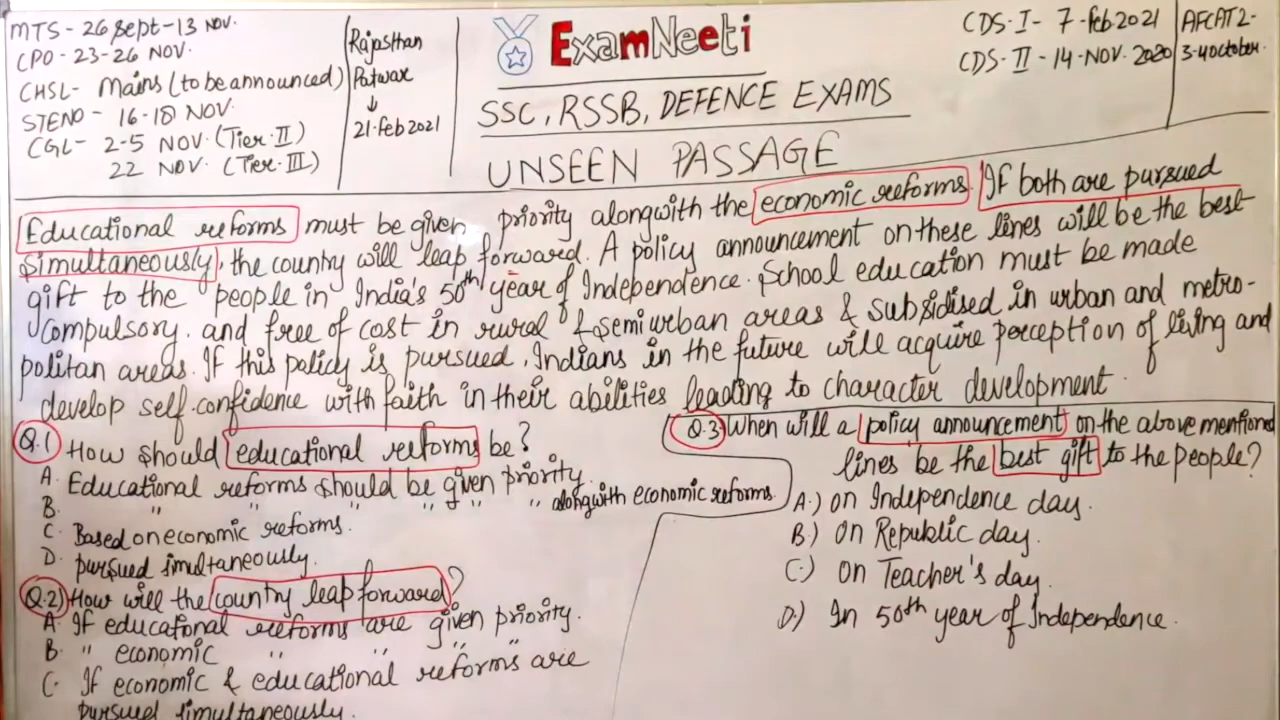 MTS - 26 Sept - 13 NOV.
CPO - 23-26 NOV.
CHSL - Mains (to be announced)
STENO - 16-18 NOV.
CGL - 2-5 NOV. (Tier-II)
22 NOV. (Tier-III)
Rajasthan
Patwar
↓
21-Feb 2021
ExamNeeti
SSC, RSSB, DEFENCE EXAMS
UNSEEN PASSAGE
CDS-I - 7-Feb 2021
CDS-II - 14-NOV. 2020
AFCAT 2-
3-4 october.
Educational reforms must be given priority alongwith the economic reforms. If both are pursued
simultaneously, the country will leap forward. A policy announcement on these lines will be the best
gift to the people in India's 50th year of Independence. School education must be made
compulsory. and free of cost in rural & semi urban areas & subsidised in urban and metro-
politan areas. If this policy is pursued, Indians in the future will acquire perception of living and
develop self-confidence with faith in their abilities leading to character development.
Q.1 How should educational reforms be?
A. Educational reforms should be given priority.
B. " " " " " " alongwith economic reforms.
C. Based on economic reforms.
D. pursued simultaneously.
Q.2) How will the country leap forward?
A. If educational reforms are given priority.
B. " economic " " " "
C. If economic & educational reforms are
pursued simultaneously.
Q.3 When will a policy announcement on the above mentioned
lines be the best gift to the people?
A.) on Independence day.
B.) on Republic day.
C.) on Teacher's day.
D.) In 50th year of Independence.